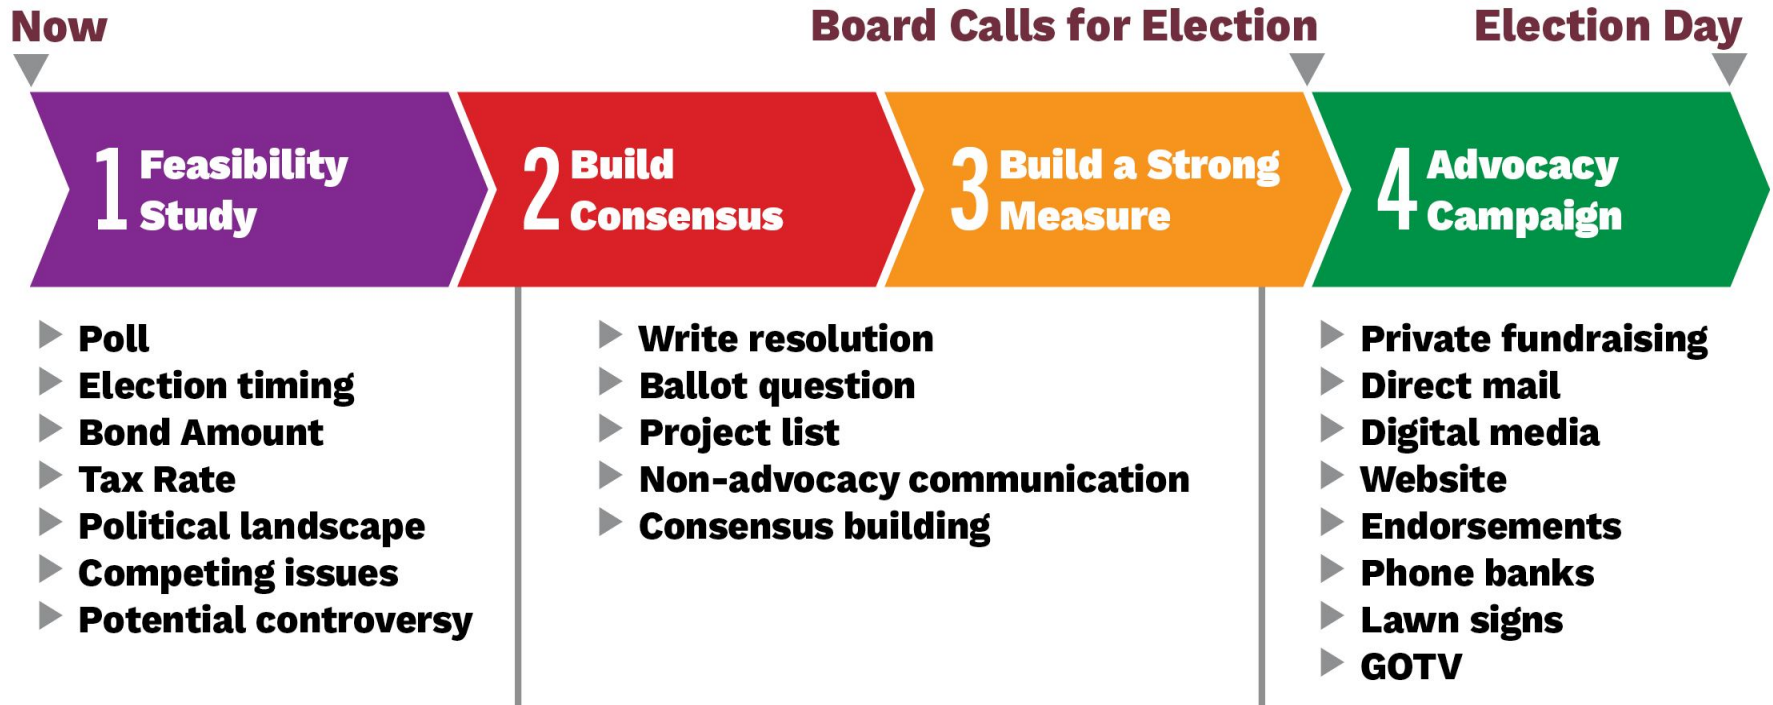 Now
Board Calls for Election
Election Day
1 Feasibility
Study
2 Build
Consensus
3 Build a Strong
Measure
4 Advocacy
Campaign
Poll
Election timing
Bond Amount
Tax Rate
Political landscape
Competing issues
Potential controversy
Write resolution
Ballot question
Project list
Non-advocacy communication
Consensus building
Private fundraising
Direct mail
Digital media
Website
Endorsements
Phone banks
Lawn signs
GOTV